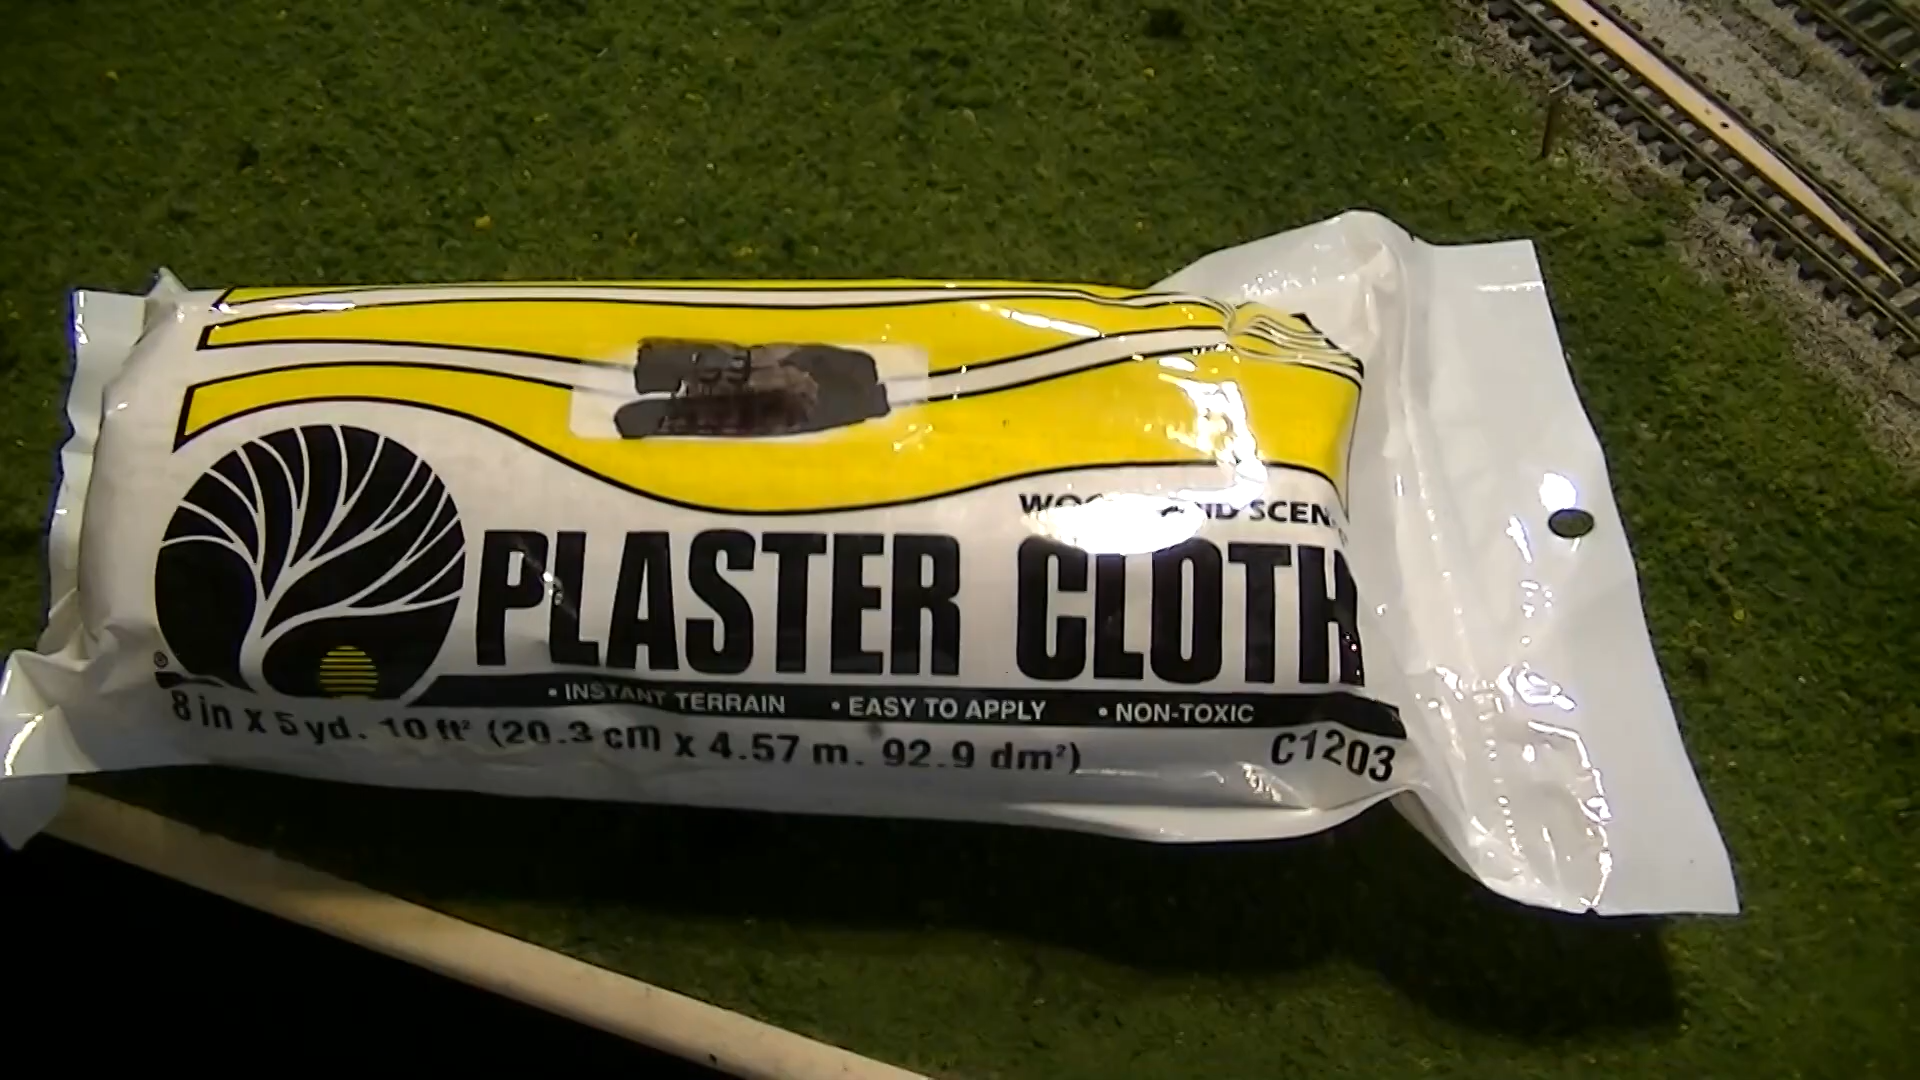 SCEN
PLASTER CLOTH
• INSTANT TERRAIN • EASY TO APPLY • NON-TOXIC
8 in x 5 yd. 10 ft² (20.3 cm x 4.57 m. 92.9 dm²)
C1203
®